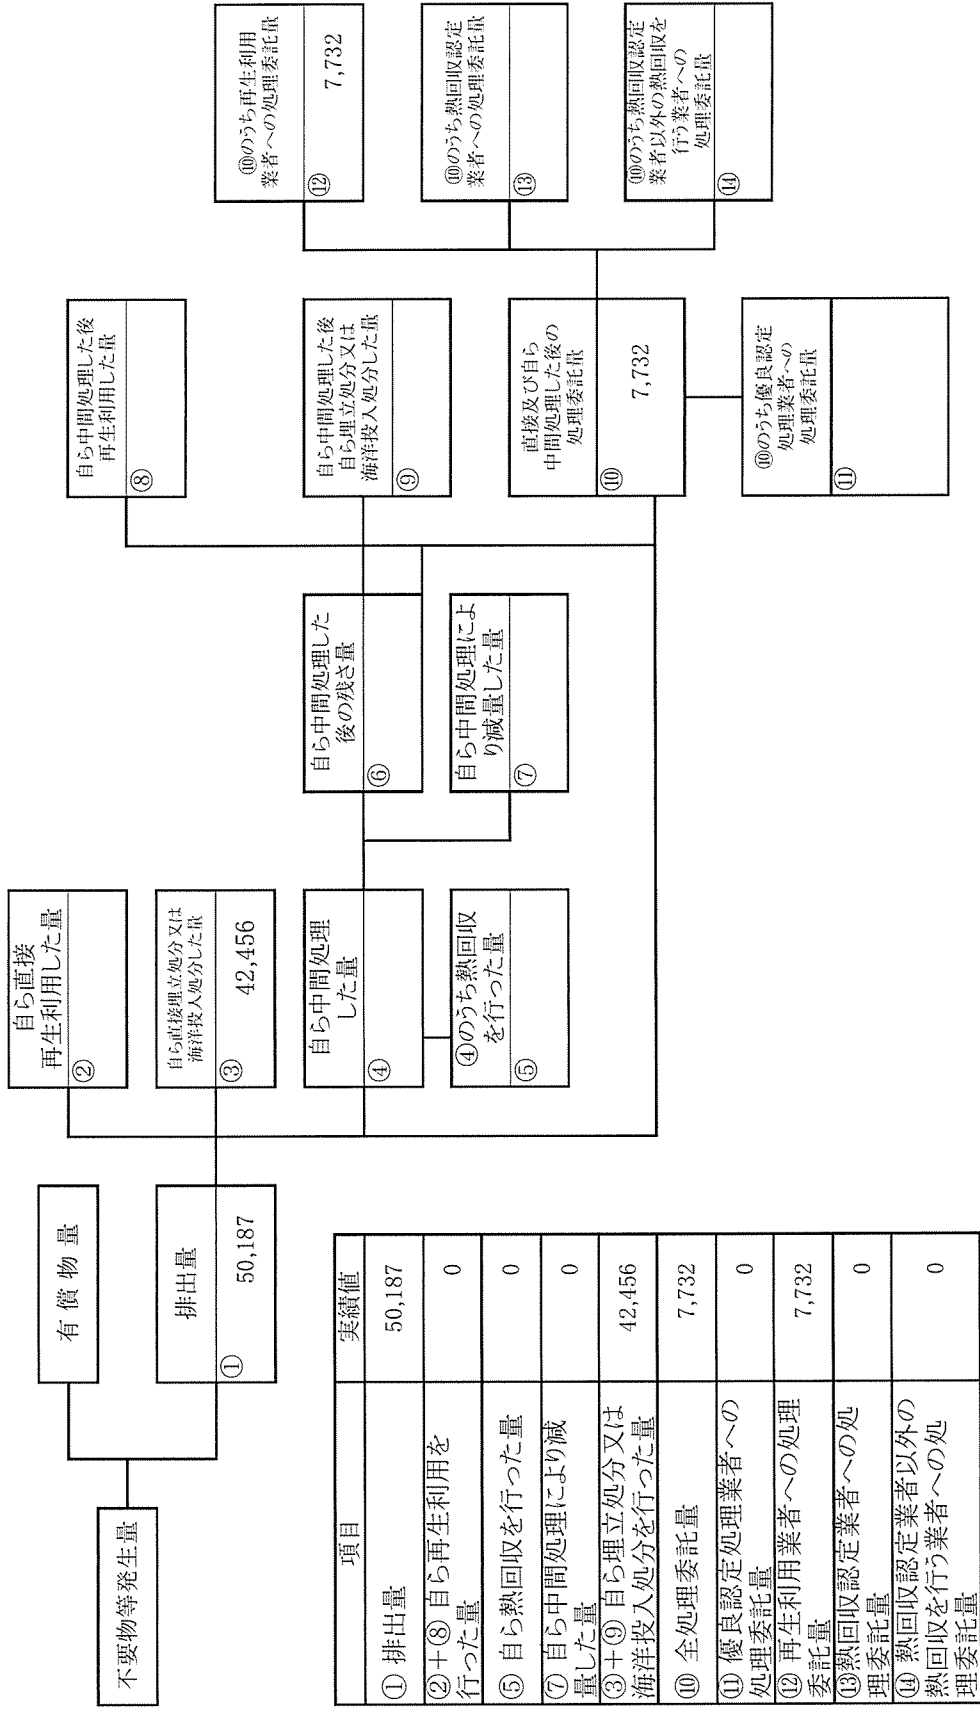 不要物等発生量
有償物量
排出量
① 50,187
自ら直接
再生利用した量
②
自ら直接埋立処分又は
海洋投入処分した量
③ 42,456
自ら中間処理
した量
④
④のうち熱回収
を行った量
⑤
自ら中間処理した
後の残さ量
⑥
自ら中間処理によ
り減量した量
⑦
自ら中間処理した後
再生利用した量
⑧
自ら中間処理した後
自ら埋立処分又は
海洋投入処分した量
⑨
直接及び自ら
中間処理した後の
処理委託量
⑩ 7,732
⑩のうち優良認定
処理業者への
処理委託量
⑪
⑩のうち再生利用
業者への処理委託量
⑫ 7,732
⑩のうち熱回収認定
業者への処理委託量
⑬
⑩のうち熱回収認定
業者以外の熱回収を
行う業者への
処理委託量
⑭
項目 実績値
① 排出量 50,187
②+⑧ 自ら再生利用を
行った量 0
⑤ 自ら熱回収を行った量 0
⑦ 自ら中間処理により減
量した量 0
③+⑨ 自ら埋立処分又は
海洋投入処分を行った量 42,456
⑩ 全処理委託量 7,732
⑪ 優良認定処理業者への
処理委託量 0
⑫ 再生利用業者への処理
委託量 7,732
⑬熱回収認定業者への処
理委託量 0
⑭ 熱回収認定業者以外の
熱回収を行う業者への処
理委託量 0